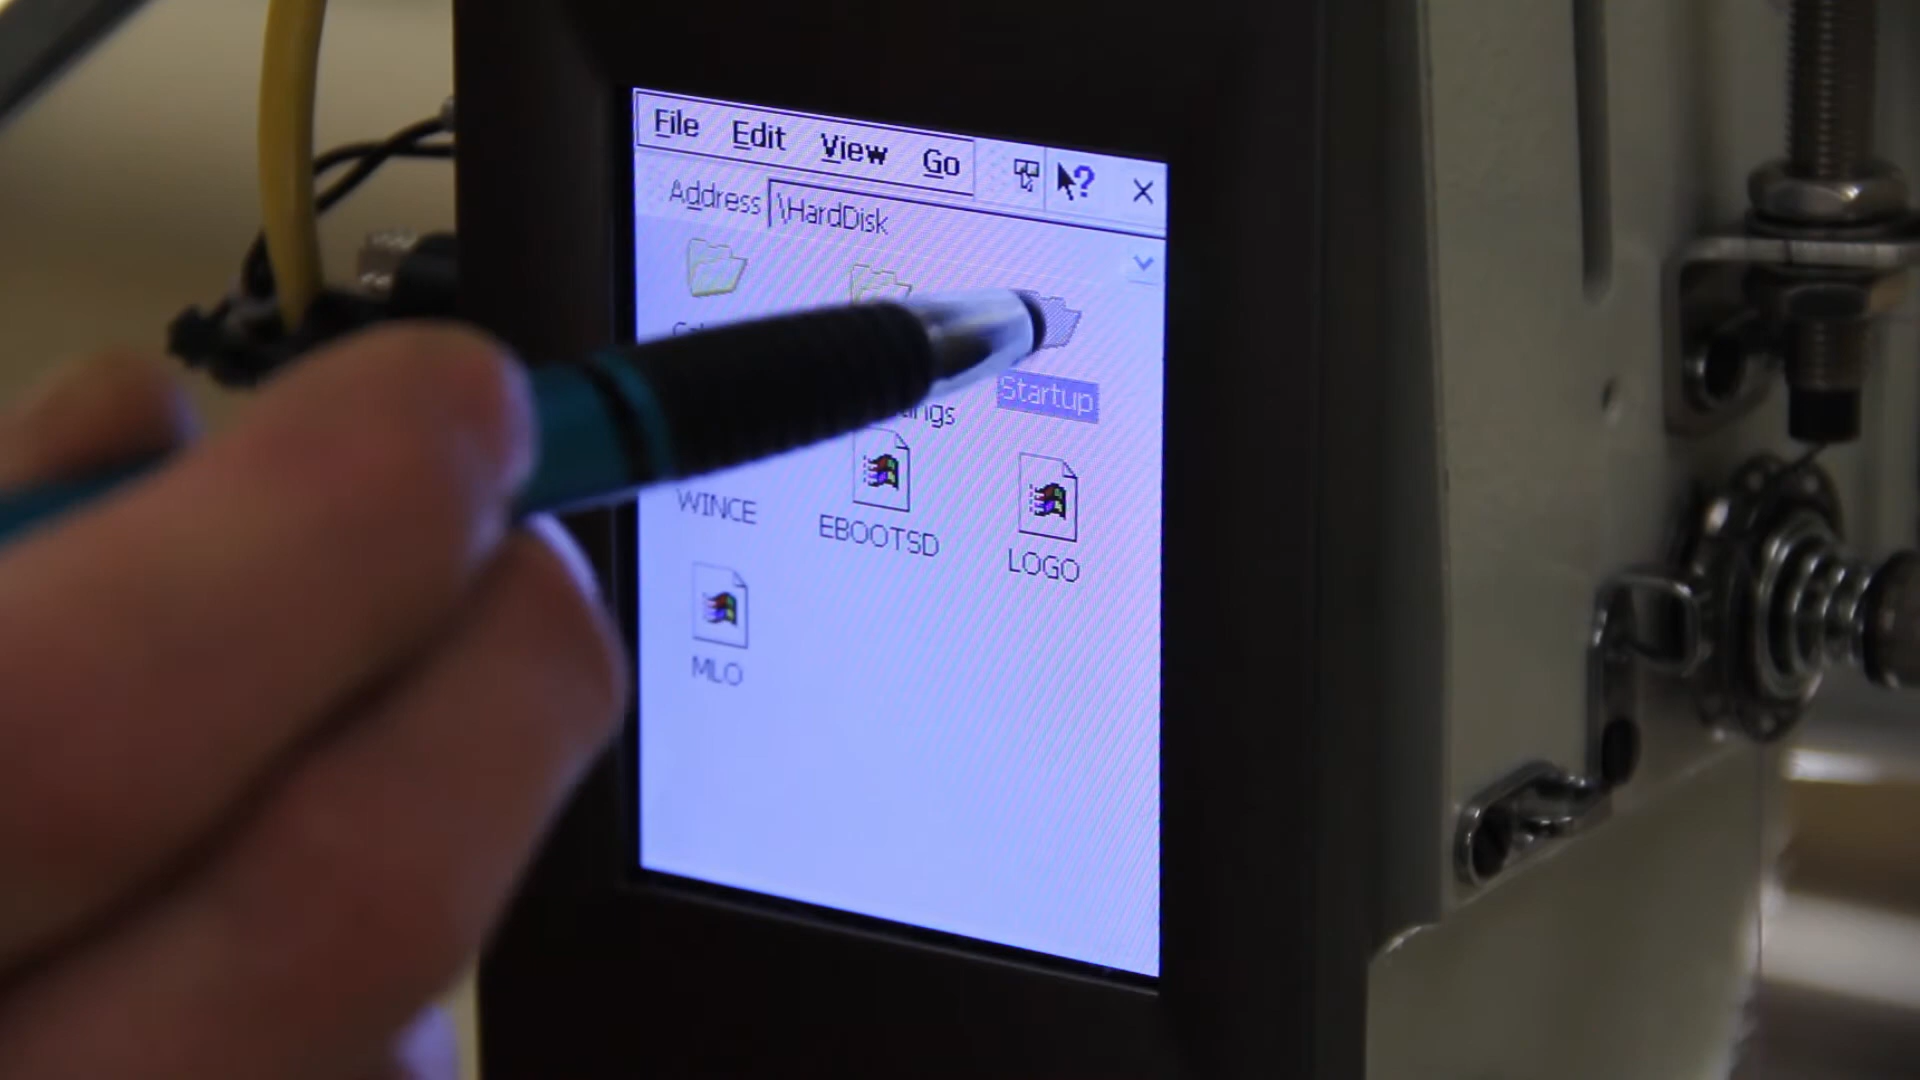 File Edit View Go ?
Address \HardDisk
Startup
WINCE EBOOTSD LOGO
MLO